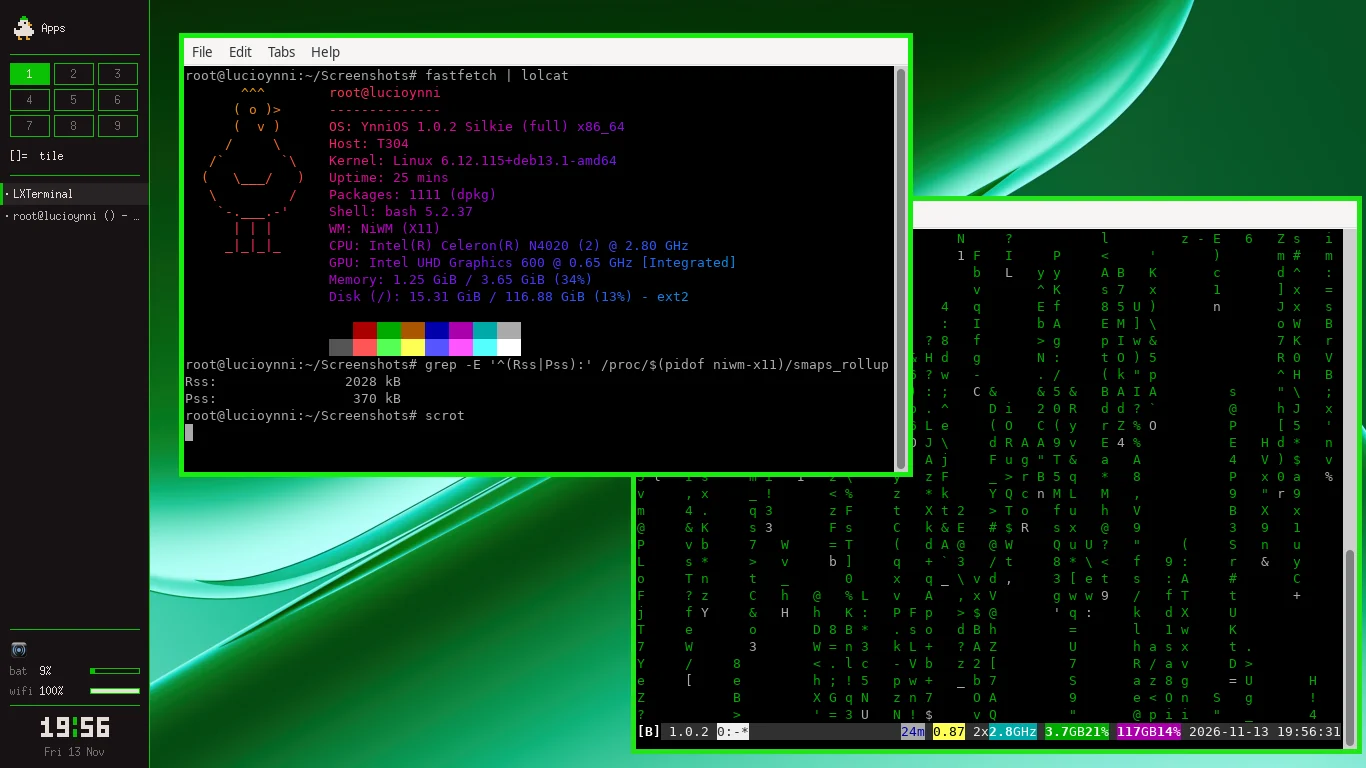 Apps
1 2 3
4 5 6
7 8 9
[]= tile
· LXTerminal
· root@lucioynni () - …
bat 9%
wifi 100%
19:56
Fri 13 Nov
File Edit Tabs Help
root@lucioynni:~/Screenshots# fastfetch | lolcat
root@lucioynni
--------------
OS: YnniOS 1.0.2 Silkie (full) x86_64
Host: T304
Kernel: Linux 6.12.115+deb13.1-amd64
Uptime: 25 mins
Packages: 1111 (dpkg)
Shell: bash 5.2.37
WM: NiWM (X11)
CPU: Intel(R) Celeron(R) N4020 (2) @ 2.80 GHz
GPU: Intel UHD Graphics 600 @ 0.65 GHz [Integrated]
Memory: 1.25 GiB / 3.65 GiB (34%)
Disk (/): 15.31 GiB / 116.88 GiB (13%) - ext2
root@lucioynni:~/Screenshots# grep -E '^(Rss|Pss):' /proc/$(pidof niwm-x11)/smaps_rollup
Rss: 2028 kB
Pss: 370 kB
root@lucioynni:~/Screenshots# scrot
[B] 1.0.2 0:-* 24m 0.87 2x2.8GHz 3.7GB21% 117GB14% 2026-11-13 19:56:31